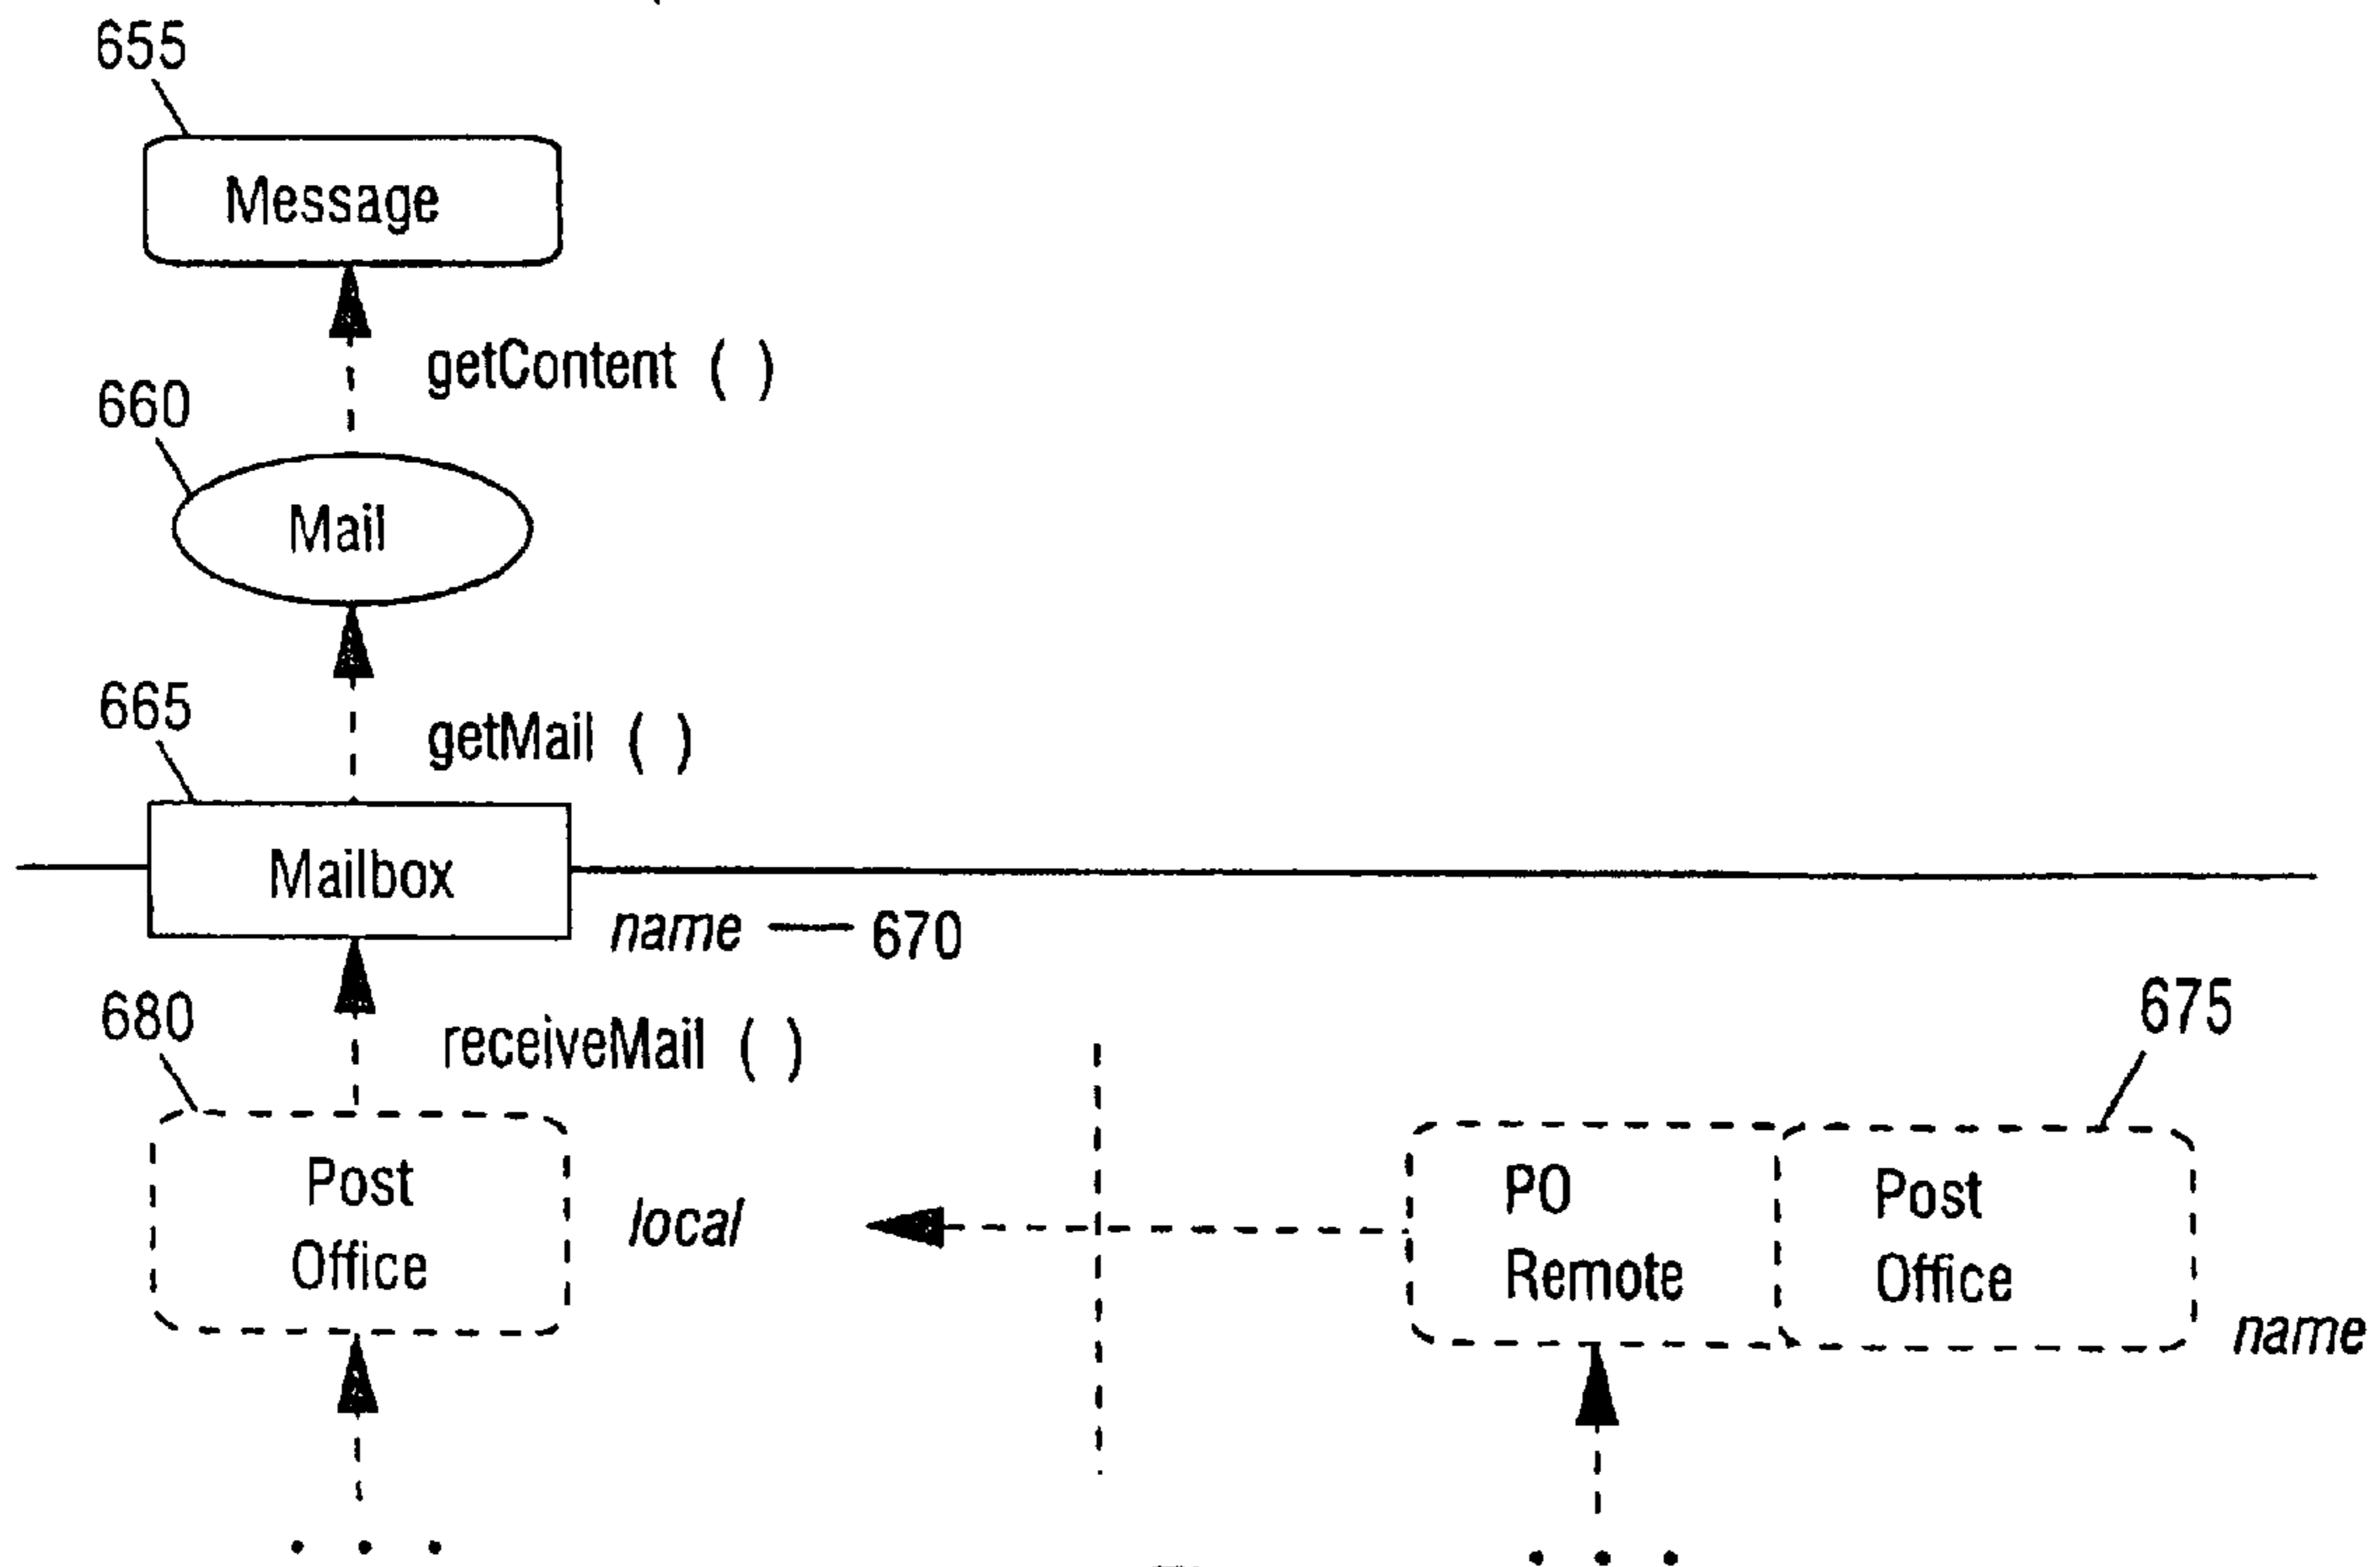 655
Message
getContent ( )
660
Mail
665
getMail ( )
Mailbox
name — 670
680
receiveMail ( )
675
Post
Office
local
PO
Remote
Post
Office
name
. . .
. . .